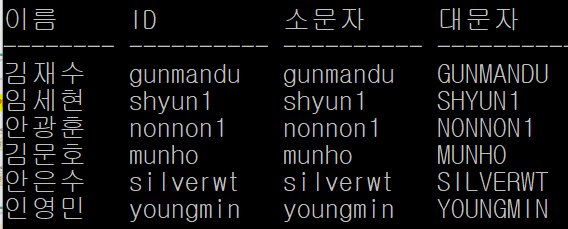 이름 ID 소문자 대문자
--------- ---------- ---------- ----------
김재수 gunmandu gunmandu GUNMANDU
임세현 shyun1 shyun1 SHYUN1
안광훈 nonnon1 nonnon1 NONNON1
김문호 munho munho MUNHO
안은수 silverwt silverwt SILVERWT
인영민 youngmin youngmin YOUNGMIN